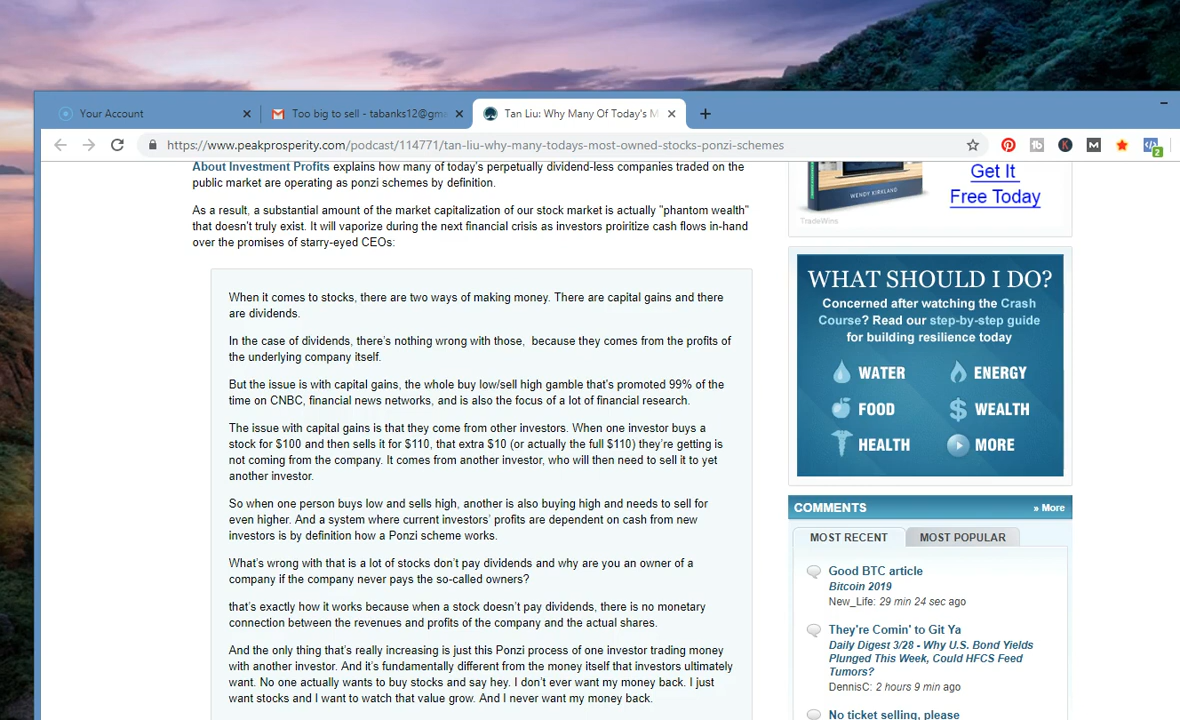 Your Account
Too big to sell - tabanks12@gma
Tan Liu: Why Many Of Today's M
https://www.peakprosperity.com/podcast/114771/tan-liu-why-many-todays-most-owned-stocks-ponzi-schemes
2
About Investment Profits explains how many of today's perpetually dividend-less companies traded on the
public market are operating as ponzi schemes by definition.
As a result, a substantial amount of the market capitalization of our stock market is actually "phantom wealth"
that doesn't truly exist. It will vaporize during the next financial crisis as investors proiritize cash flows in-hand
over the promises of starry-eyed CEOs:
When it comes to stocks, there are two ways of making money. There are capital gains and there
are dividends.
In the case of dividends, there's nothing wrong with those, because they comes from the profits of
the underlying company itself.
But the issue is with capital gains, the whole buy low/sell high gamble that's promoted 99% of the
time on CNBC, financial news networks, and is also the focus of a lot of financial research.
The issue with capital gains is that they come from other investors. When one investor buys a
stock for $100 and then sells it for $110, that extra $10 (or actually the full $110) they're getting is
not coming from the company. It comes from another investor, who will then need to sell it to yet
another investor.
So when one person buys low and sells high, another is also buying high and needs to sell for
even higher. And a system where current investors' profits are dependent on cash from new
investors is by definition how a Ponzi scheme works.
What's wrong with that is a lot of stocks don't pay dividends and why are you an owner of a
company if the company never pays the so-called owners?
that's exactly how it works because when a stock doesn't pay dividends, there is no monetary
connection between the revenues and profits of the company and the actual shares.
And the only thing that's really increasing is just this Ponzi process of one investor trading money
with another investor. And it's fundamentally different from the money itself that investors ultimately
want. No one actually wants to buy stocks and say hey. I don't ever want my money back. I just
want stocks and I want to watch that value grow. And I never want my money back.
WENDY KIRKLAND
Get It
Free Today
TradeWins
WHAT SHOULD I DO?
Concerned after watching the Crash
Course? Read our step-by-step guide
for building resilience today
WATER
ENERGY
FOOD
WEALTH
HEALTH
MORE
COMMENTS
» More
MOST RECENT
MOST POPULAR
Good BTC article
Bitcoin 2019
New_Life: 29 min 24 sec ago
They're Comin' to Git Ya
Daily Digest 3/28 - Why U.S. Bond Yields
Plunged This Week, Could HFCS Feed
Tumors?
DennisC: 2 hours 9 min ago
No ticket selling, please